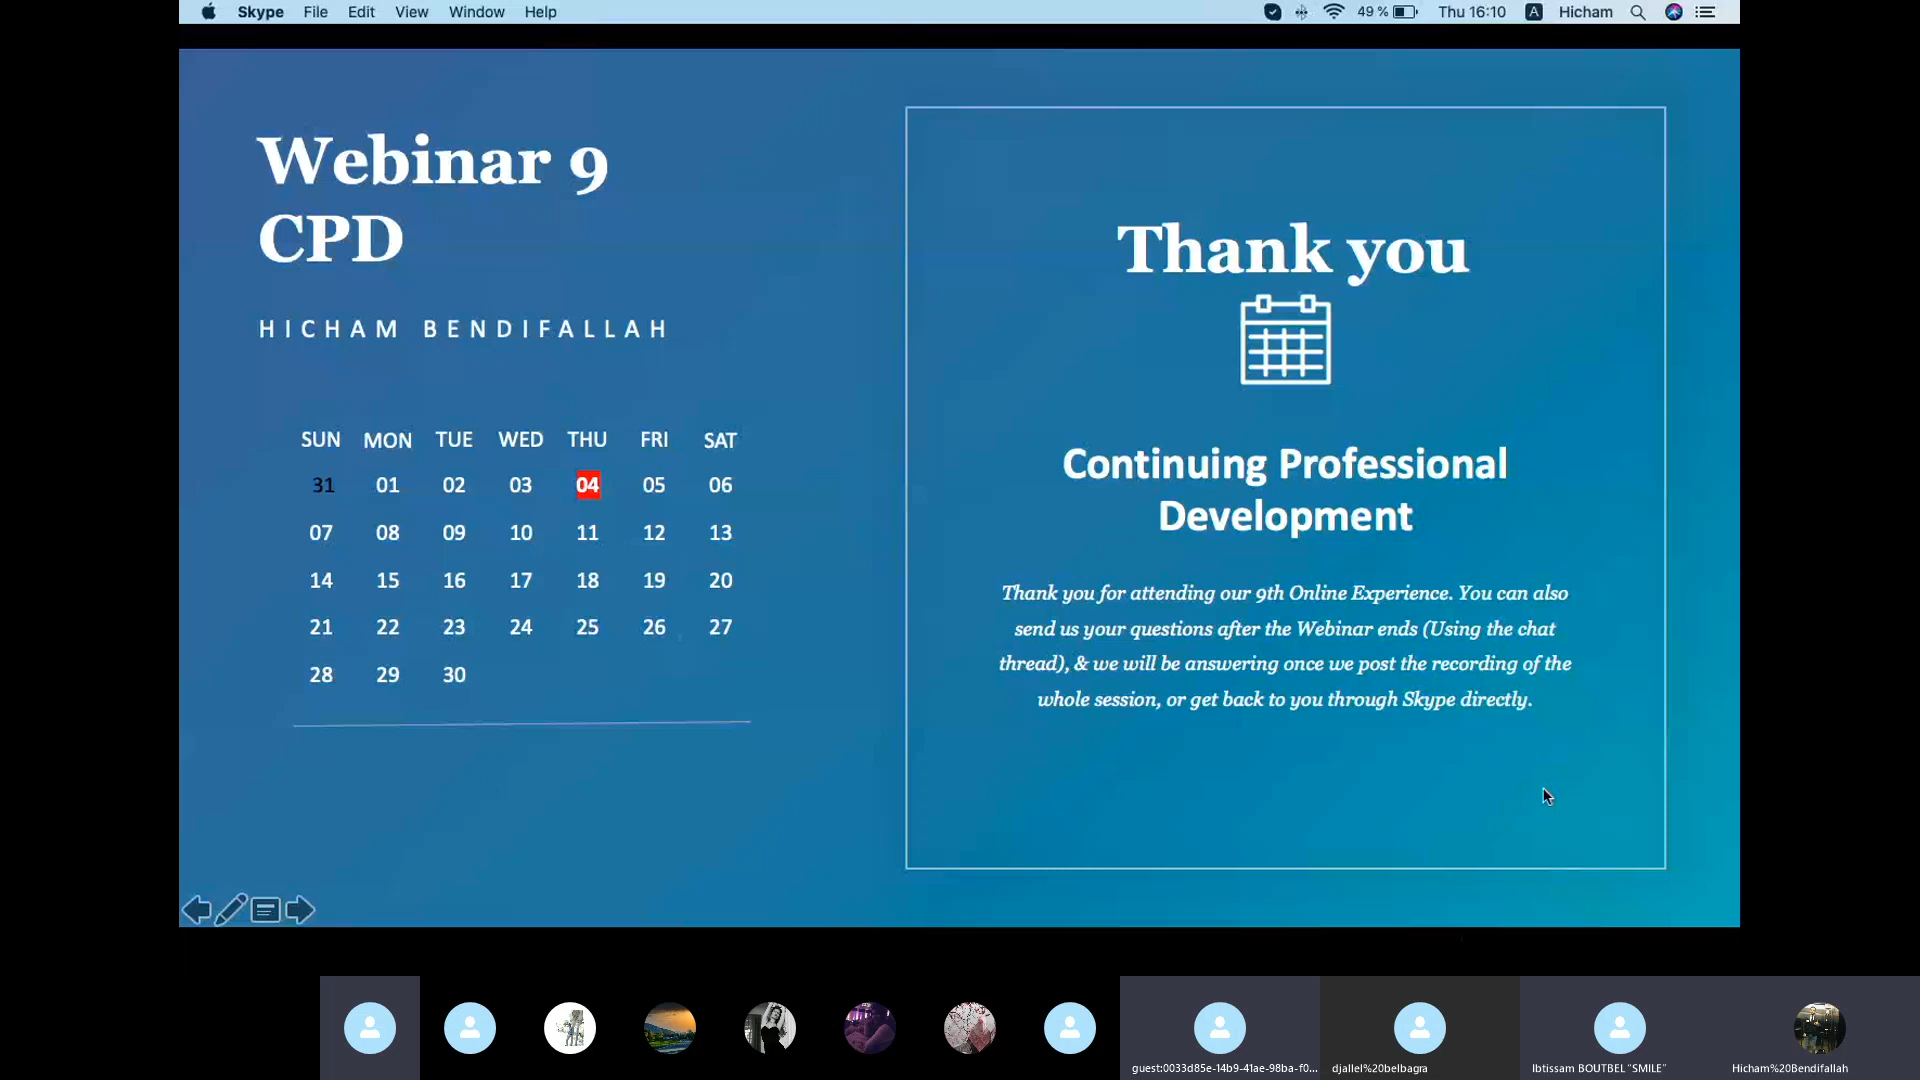 Skype File Edit View Window Help 49 % Thu 16:10 A Hicham
Webinar 9
CPD
HICHAM BENDIFALLAH
SUN MON TUE WED THU FRI SAT
31 01 02 03 04 05 06
07 08 09 10 11 12 13
14 15 16 17 18 19 20
21 22 23 24 25 26 27
28 29 30
Thank you
Continuing Professional
Development
Thank you for attending our 9th Online Experience. You can also
send us your questions after the Webinar ends (Using the chat
thread), & we will be answering once we post the recording of the
whole session, or get back to you through Skype directly.
guest:0033d85e-14b9-41ae-98ba-f0... djallel%20belbagra Ibtissam BOUTBEL "SMILE" Hicham%20Bendifallah